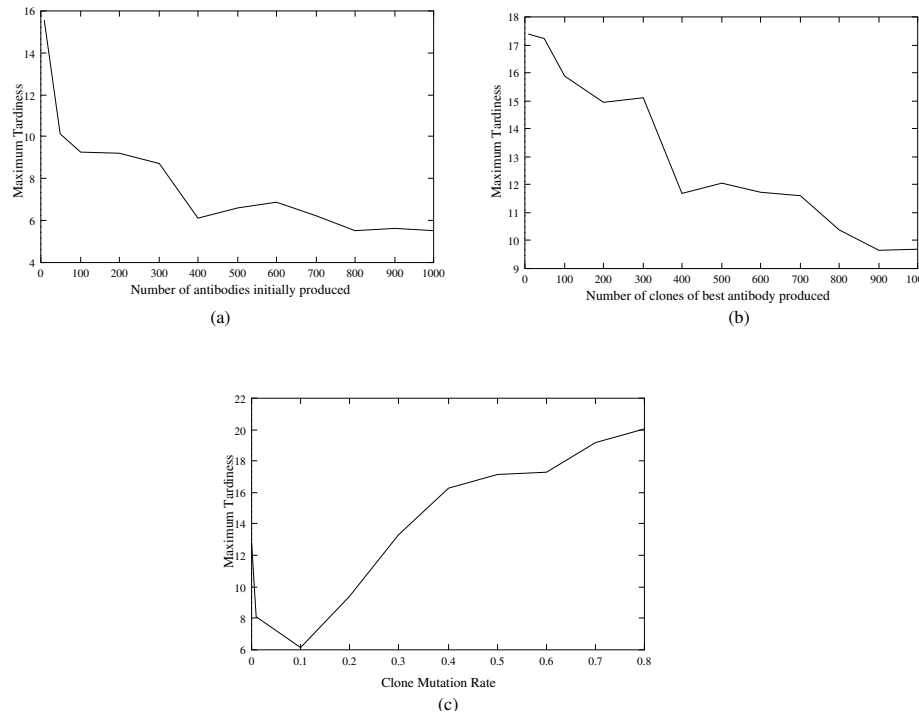 16
14
12
10
8
6
4
Maximum Tardiness
0 100 200 300 400 500 600 700 800 900 1000
Number of antibodies initially produced
(a)
18
17
16
15
14
13
12
11
10
9
Maximum Tardiness
0 100 200 300 400 500 600 700 800 900 100
Number of clones of best antibody produced
(b)
22
20
18
16
14
12
10
8
6
Maximum Tardiness
0 0.1 0.2 0.3 0.4 0.5 0.6 0.7 0.8
Clone Mutation Rate
(c)